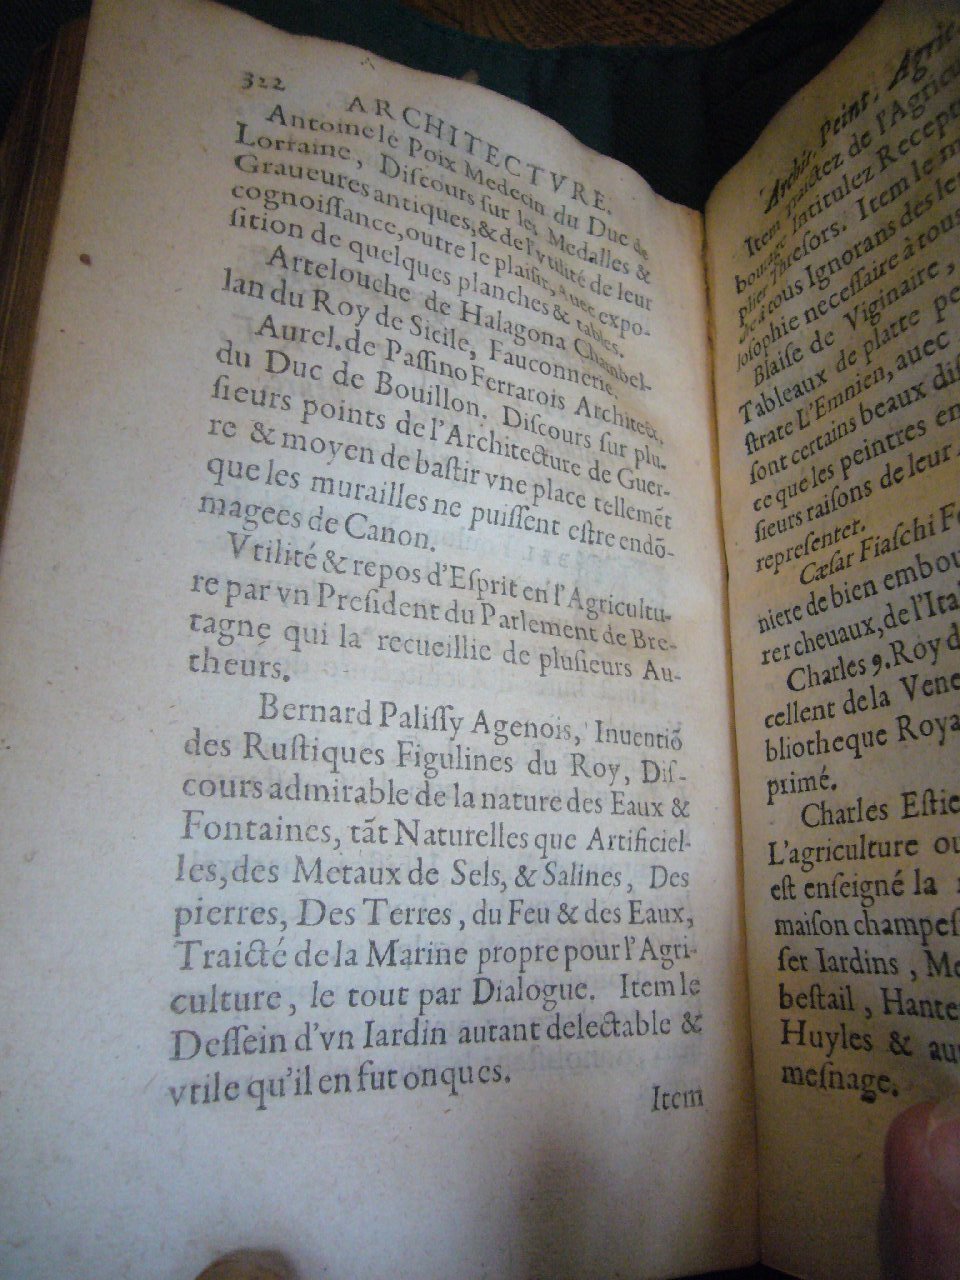 322 ARCHITECTVRE.
Antoine le Poix Medecin du Duc de
Lorraine, Diſcours ſur les Medalles &
Graueures antiques, & de l'vtilité de leur
cognoiſſance, outre le plaiſir, Auec expo-
ſition de quelques planches & tables.
Artelouche de Halagona Chambel-
lan du Roy de Sicile, Fauconnerie.
Aurel. de Paſſino Ferrarois Architect.
du Duc de Bouillon. Diſcours ſur plu-
ſieurs points de l'Architecture de Guer-
re & moyen de baſtir vne place tellemẽt
que les murailles ne puiſſent eſtre endõ-
magees de Canon.
Vtilité & repos d'Eſprit en l'Agricultu-
re par vn Preſident du Parlement de Bre-
tagne qui la recueillie de pluſieurs Au-
theurs.
Bernard Paliſſy Agenois, Inuentiõ
des Ruſtiques Figulines du Roy, Diſ-
cours admirable de la nature des Eaux &
Fontaines, tãt Naturelles que Artificiel-
les, des Metaux de Sels, & Salines, Des
pierres, Des Terres, du Feu & des Eaux,
Traicté de la Marine propre pour l'Agri-
culture, le tout par Dialogue. Item le
Deſſein d'vn Iardin autant delectable &
vtile qu'il en fut onques.
Item
Archit. Peint. Agric.
Item traictez de l'Agricu
bourage Intitulez Recept
plier Threſors. Item le m
de à tous Ignorans des le
loſophie neceſſaire à tous
Blaiſe de Viginaire,
Tableaux de platte pe
ſtrate L'Emnien, auec
ſont certains beaux diſ
ce que les peintres en
ſieurs raiſons de leur
repreſenter.
Cæſar Fiaſchi Fe
niere de bien embou
rer cheuaux, de l'Ital
Charles 9. Roy d
cellent de la Vene
bliotheque Roya
primé.
Charles Eſtie
L'agriculture ou
eſt enſeigné la
maiſon champeſ
ſer Iardins, Me
beſtail, Hante
Huyles & au
meſnage.